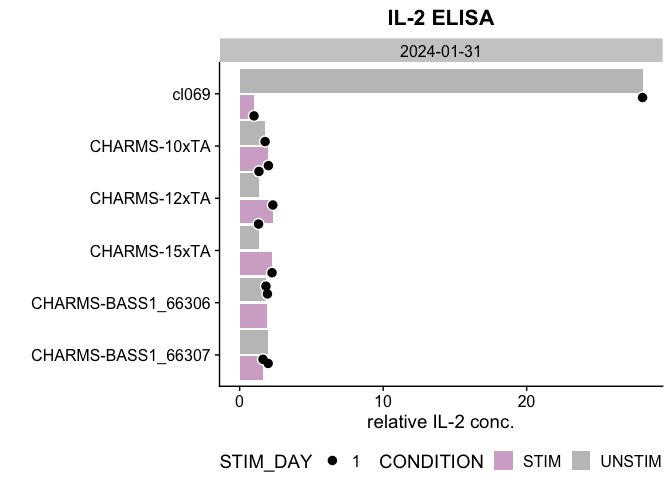 IL-2 ELISA
2024-01-31
cl069
CHARMS-10xTA
CHARMS-12xTA
CHARMS-15xTA
CHARMS-BASS1_66306
CHARMS-BASS1_66307
0 10 20
relative IL-2 conc.
STIM_DAY 1 CONDITION STIM UNSTIM